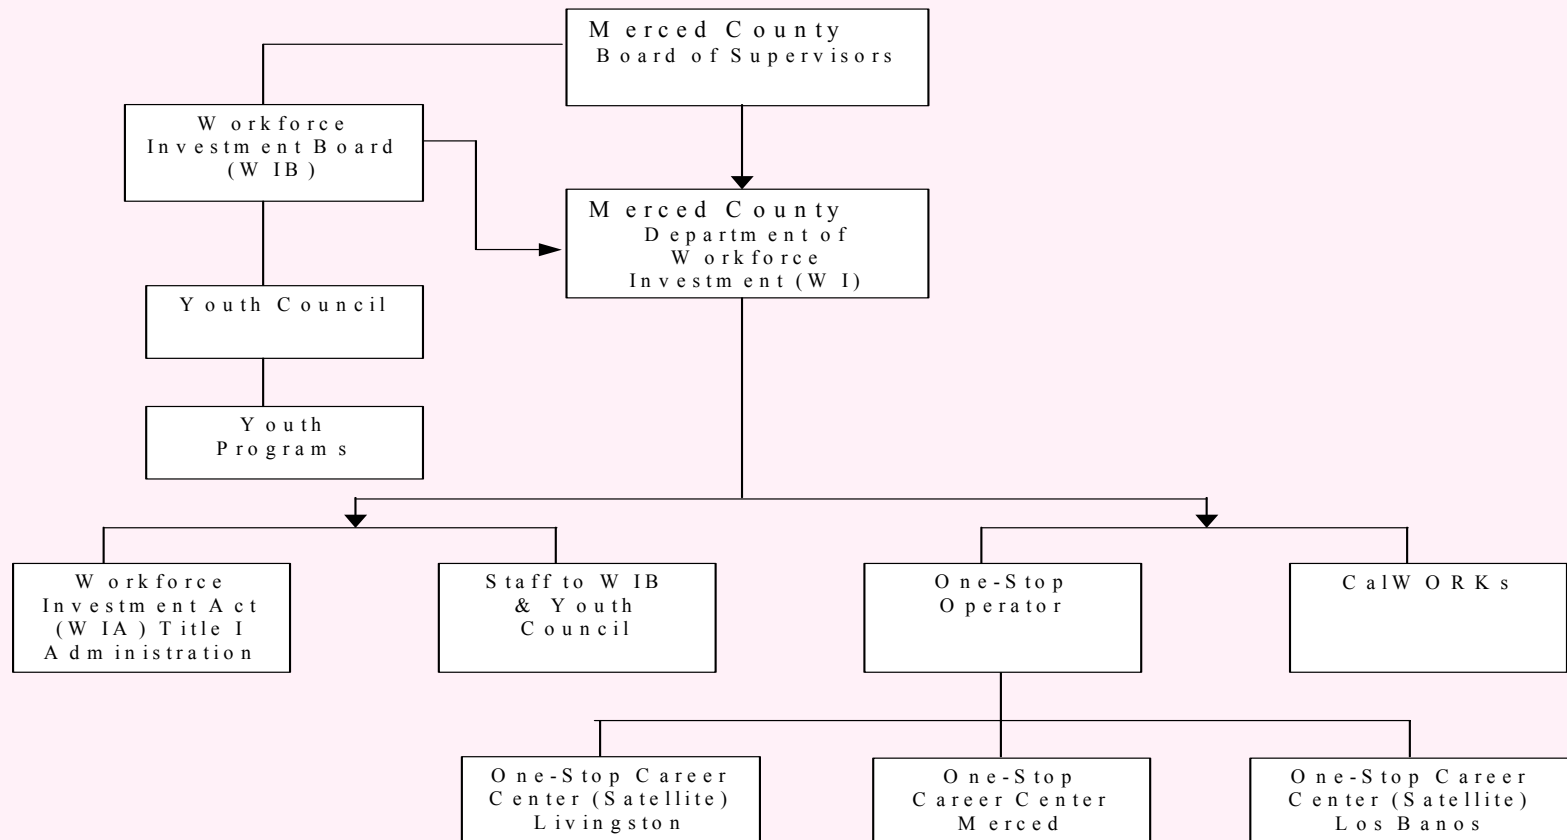 Merced County
Board of Supervisors
Workforce
Investment Board
(WIB)
Merced County
Department of
Workforce
Investment (WI)
Youth Council
Youth
Programs
Workforce
Investment Act
(WIA) Title I
Administration
Staff to WIB
& Youth
Council
One-Stop
Operator
CalWORKs
One-Stop Career
Center (Satellite)
Livingston
One-Stop
Career Center
Merced
One-Stop Career
Center (Satellite)
Los Banos